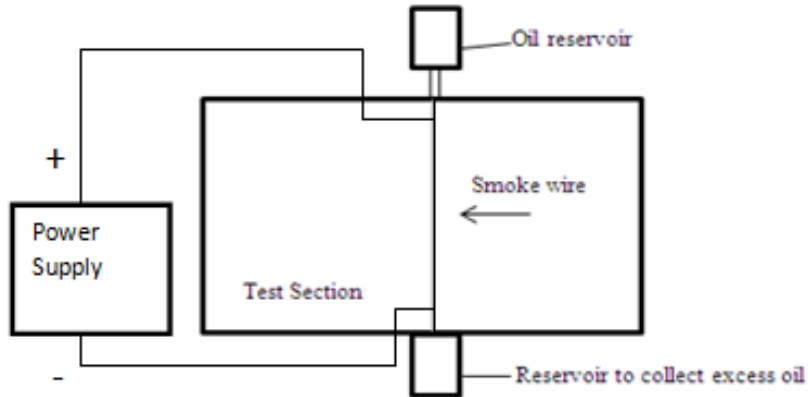 Oil reservoir
+
Smoke wire
Power
Supply
Test Section
-
Reservoir to collect excess oil